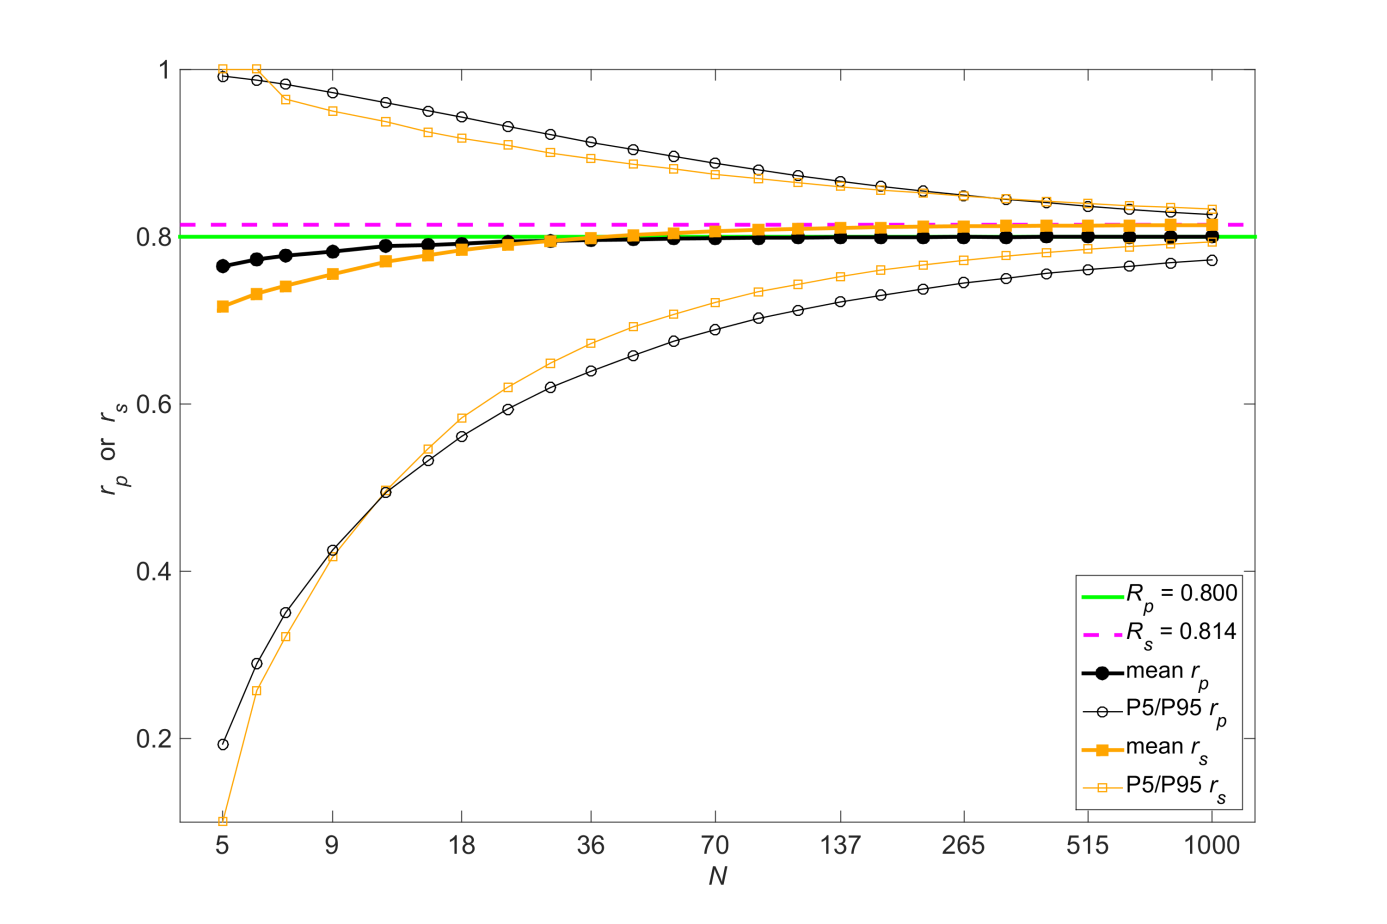 1
0.8
0.6
0.4
0.2
r_p or r_s
5 9 18 36 70 137 265 515 1000
N
R_p = 0.800
R_s = 0.814
mean r_p
P5/P95 r_p
mean r_s
P5/P95 r_s